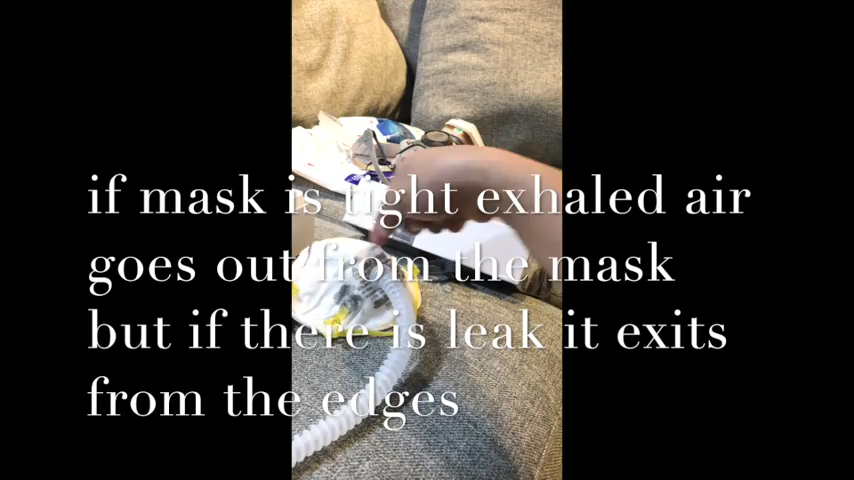 if mask is tight exhaled air
goes out from the mask
but if there is leak it exits
from the edges